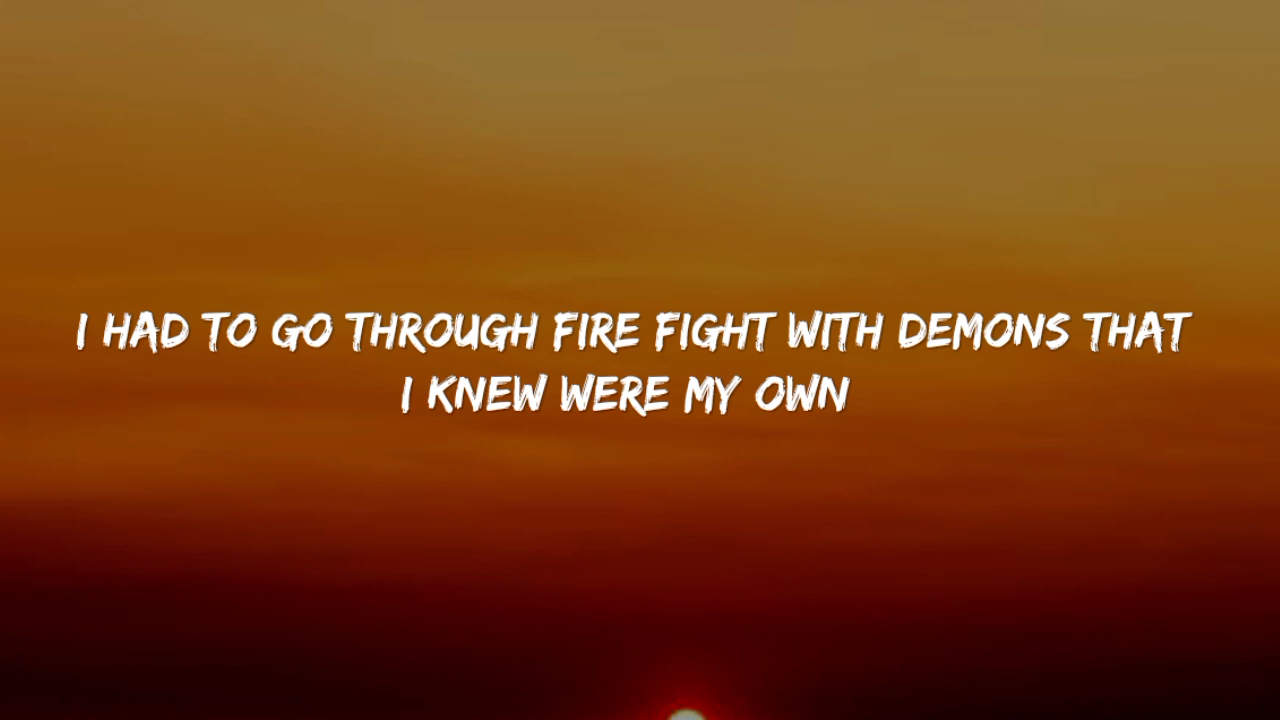 I HAD TO GO THROUGH FIRE FIGHT WITH DEMONS THAT
I KNEW WERE MY OWN